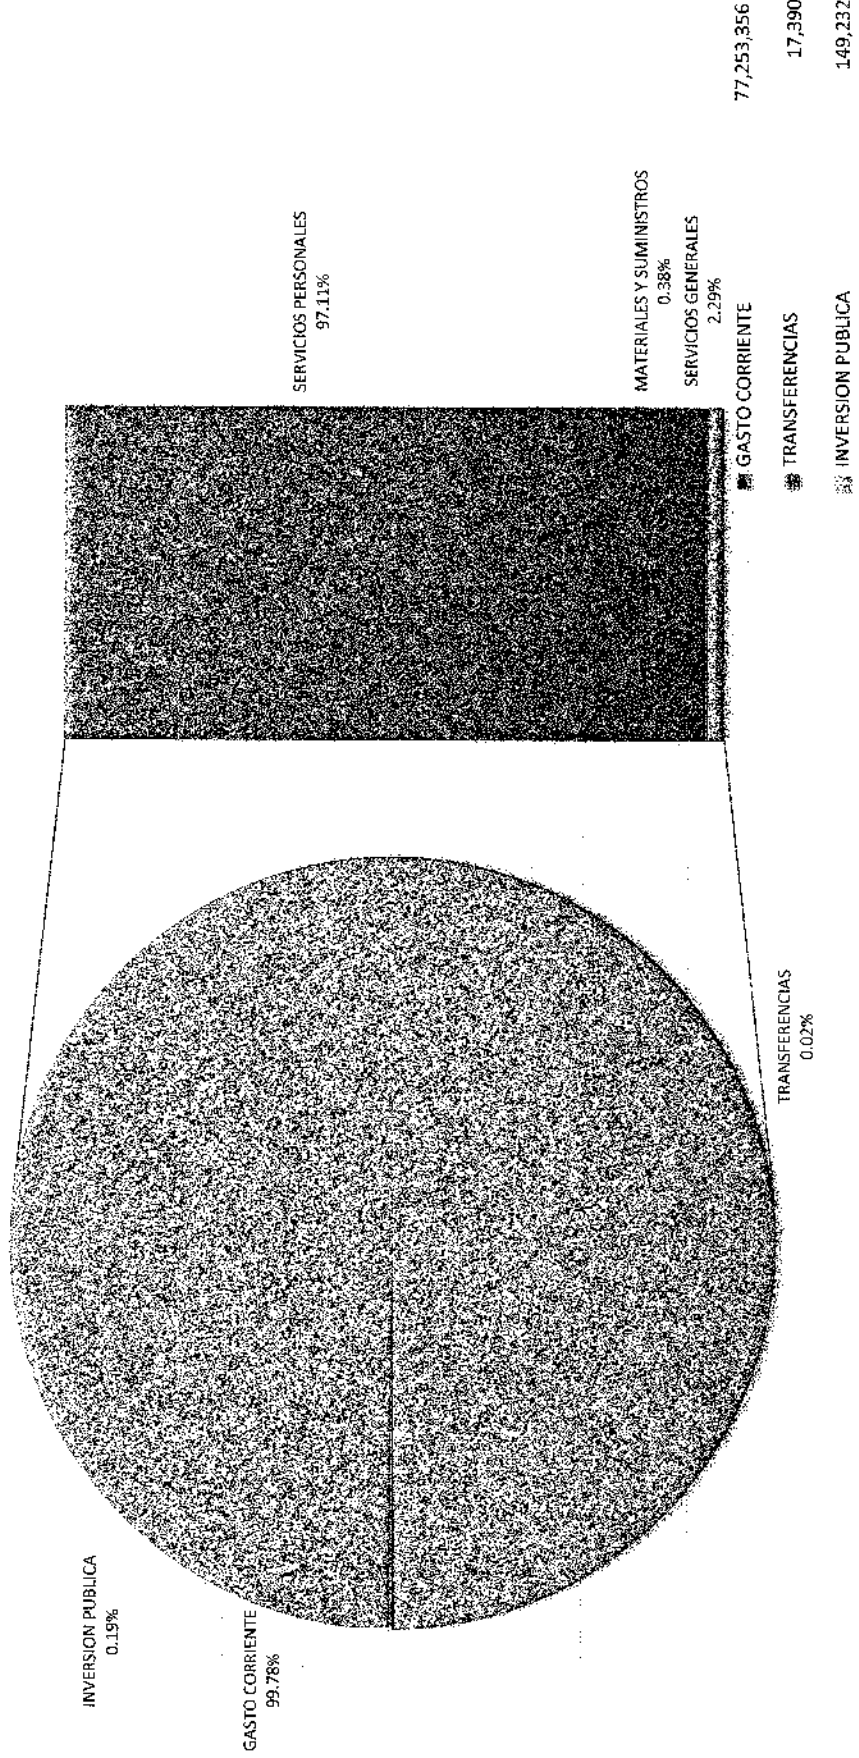 INVERSION PUBLICA
0.19%
GASTO CORRIENTE
99.78%
TRANSFERENCIAS
0.02%
SERVICIOS PERSONALES
97.11%
MATERIALES Y SUMINISTROS
0.38%
SERVICIOS GENERALES
2.29%
GASTO CORRIENTE 77,253,356
TRANSFERENCIAS 17,390
INVERSION PUBLICA 149,232